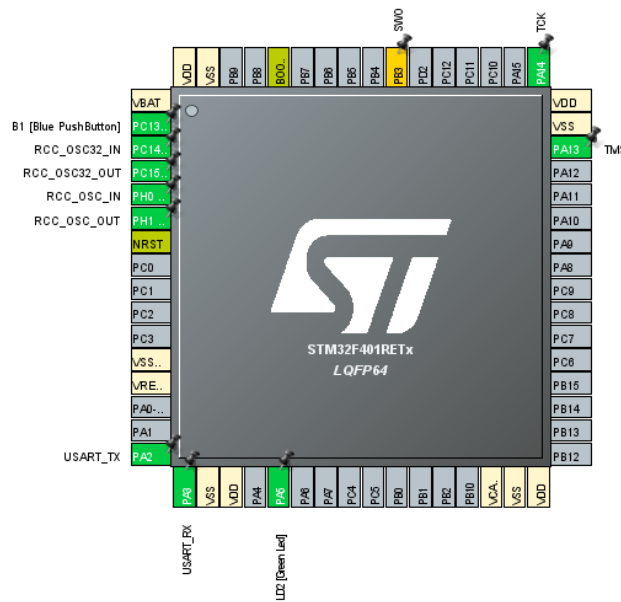 SWO
TCK
VDD
VSS
PB9
PB8
BOO..
PB7
PB6
PB5
PB4
PB3
PD2
PC12
PC11
PC10
PA15
PA14
VBAT
B1 [Blue PushButton]
PC13..
RCC_OSC32_IN
PC14..
RCC_OSC32_OUT
PC15..
RCC_OSC_IN
PH0 ..
RCC_OSC_OUT
PH1 ..
NRST
PC0
PC1
PC2
PC3
VSS..
VRE..
PA0-..
PA1
USART_TX
PA2
ST
STM32F401RETx
LQFP64
VDD
VSS
PA13
TMS
PA12
PA11
PA10
PA9
PA8
PC9
PC8
PC7
PC6
PB15
PB14
PB13
PB12
PA3
VSS
VDD
PA4
PA5
PA6
PA7
PC4
PC5
PB0
PB1
PB2
PB10
VCA..
VSS
VDD
USART_RX
LD2 [Green Led]